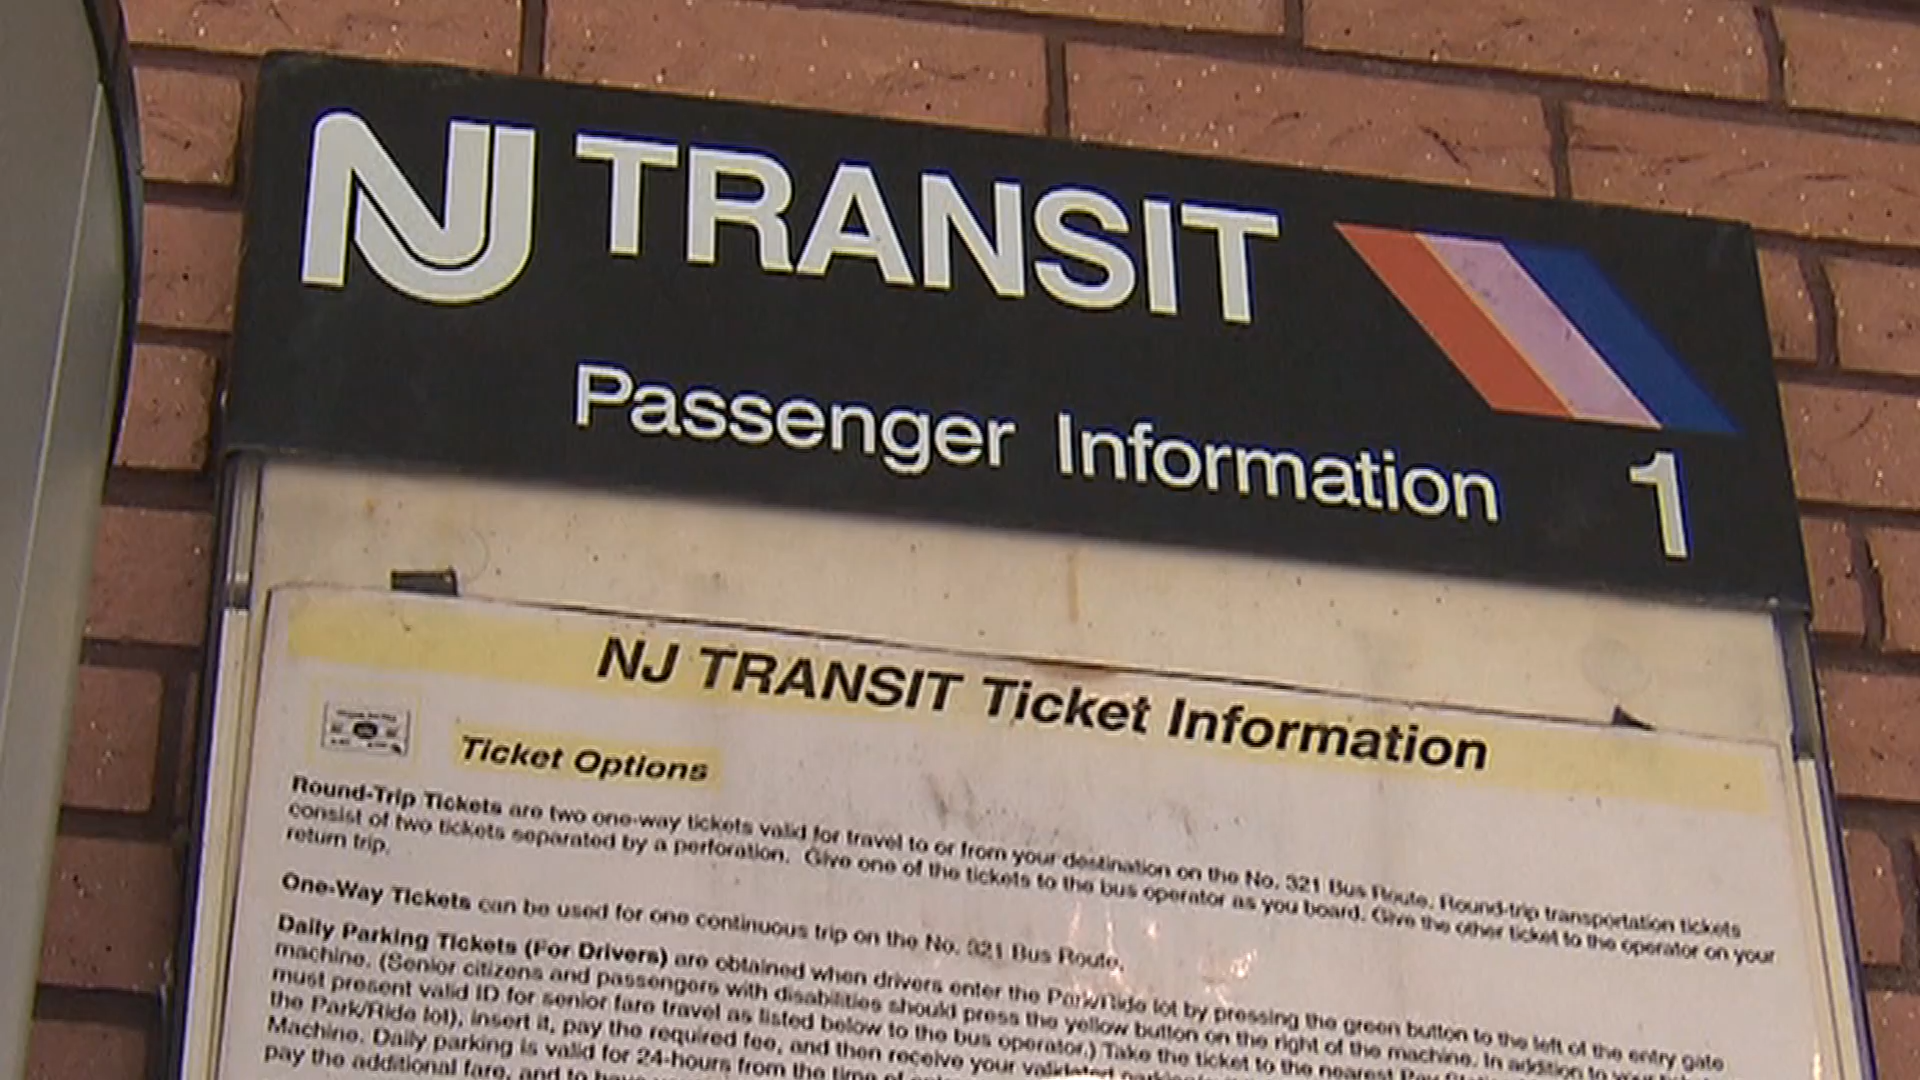 NJ TRANSIT
Passenger Information 1
NJ TRANSIT Ticket Information
Ticket Options
Round-Trip Tickets are two one-way tickets valid for travel to or from your destination on the No. 321 Bus Route. Round-trip transportation tickets
consist of two tickets separated by a perforation. Give one of the tickets to the bus operator as you board. Give the other ticket to the operator on your
return trip.
One-Way Tickets can be used for one continuous trip on the No. 321 Bus Route.
Daily Parking Tickets (For Drivers) are obtained when drivers enter the Park/Ride lot by pressing the green button to the left of the entry gate
machine. (Senior citizens and passengers with disabilities should press the yellow button on the right of the machine. In addition to your
must present valid ID for senior fare travel as listed below to the bus operator.) Take the ticket to the nearest Pay
the Park/Ride lot), insert it, pay the required fee, and then receive your validated
Machine. Daily parking is valid for 24-hours from the time of
pay the additional fare, and to have